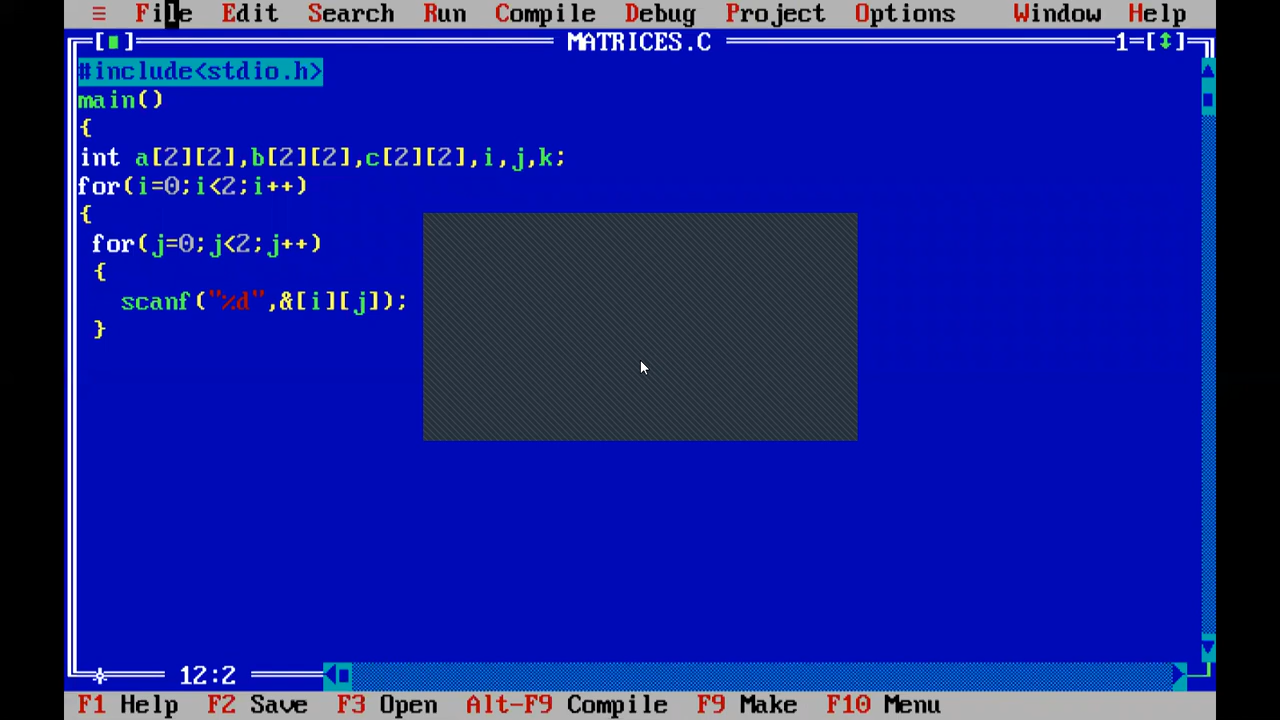 ≡ File Edit Search Run Compile Debug Project Options Window Help
[■] MATRICES.C 1=[↕]
#include<stdio.h>
main()
{
int a[2][2],b[2][2],c[2][2],i,j,k;
for(i=0;i<2;i++)
{
for(j=0;j<2;j++)
{
scanf("%d",&[i][j]);
}
12:2
F1 Help F2 Save F3 Open Alt-F9 Compile F9 Make F10 Menu